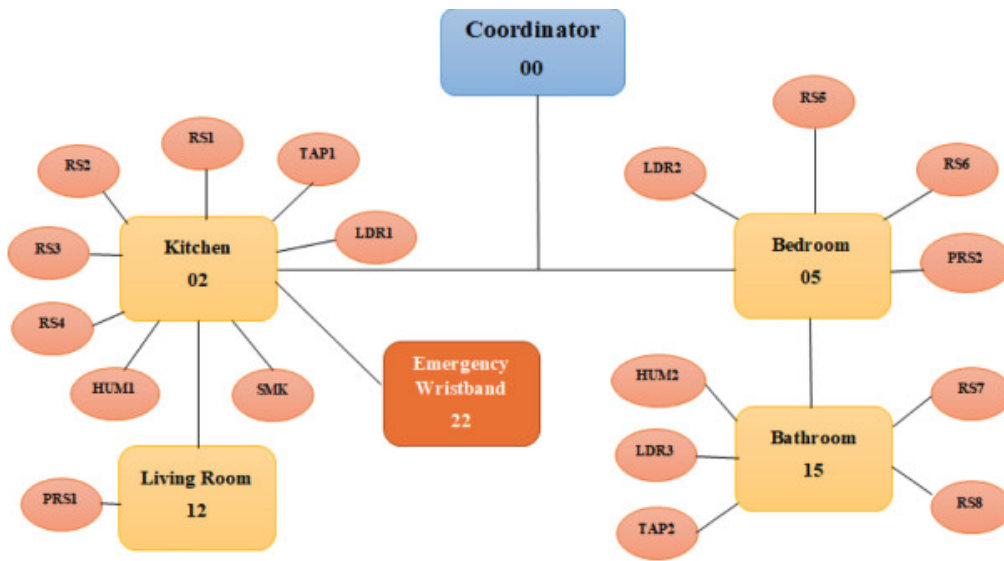 Coordinator
00
RS5
RS1
TAP1
RS2
LDR2
RS6
LDR1
RS3
Kitchen
02
Bedroom
05
PRS2
RS4
HUM1
SMK
Emergency
Wristband
22
HUM2
RS7
LDR3
Bathroom
15
Living Room
12
PRS1
RS8
TAP2